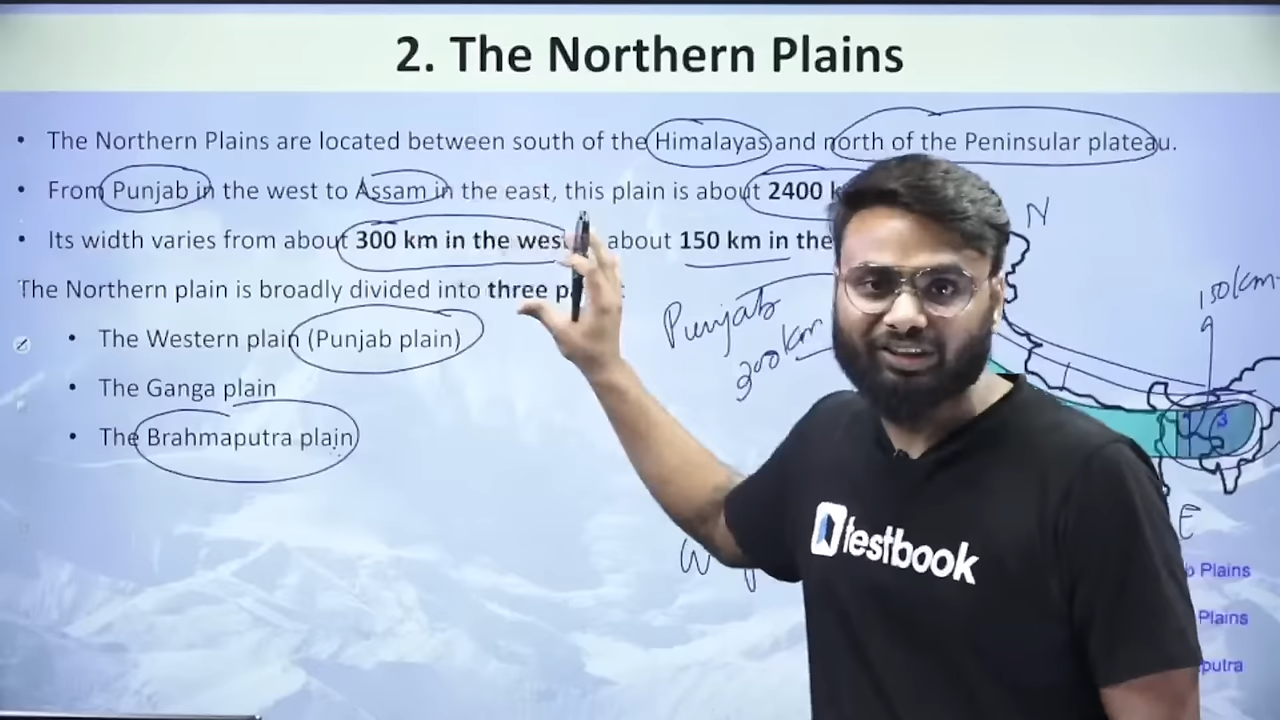 2. The Northern Plains
• The Northern Plains are located between south of the Himalayas and north of the Peninsular plateau.
• From Punjab in the west to Assam in the east, this plain is about 2400 k
• Its width varies from about 300 km in the wes about 150 km in the
The Northern plain is broadly divided into three p
• The Western plain (Punjab plain)
• The Ganga plain
• The Brahmaputra plain
N
Punjab
300km
150km
3
W
E
testbook
Plains
Plains
putra